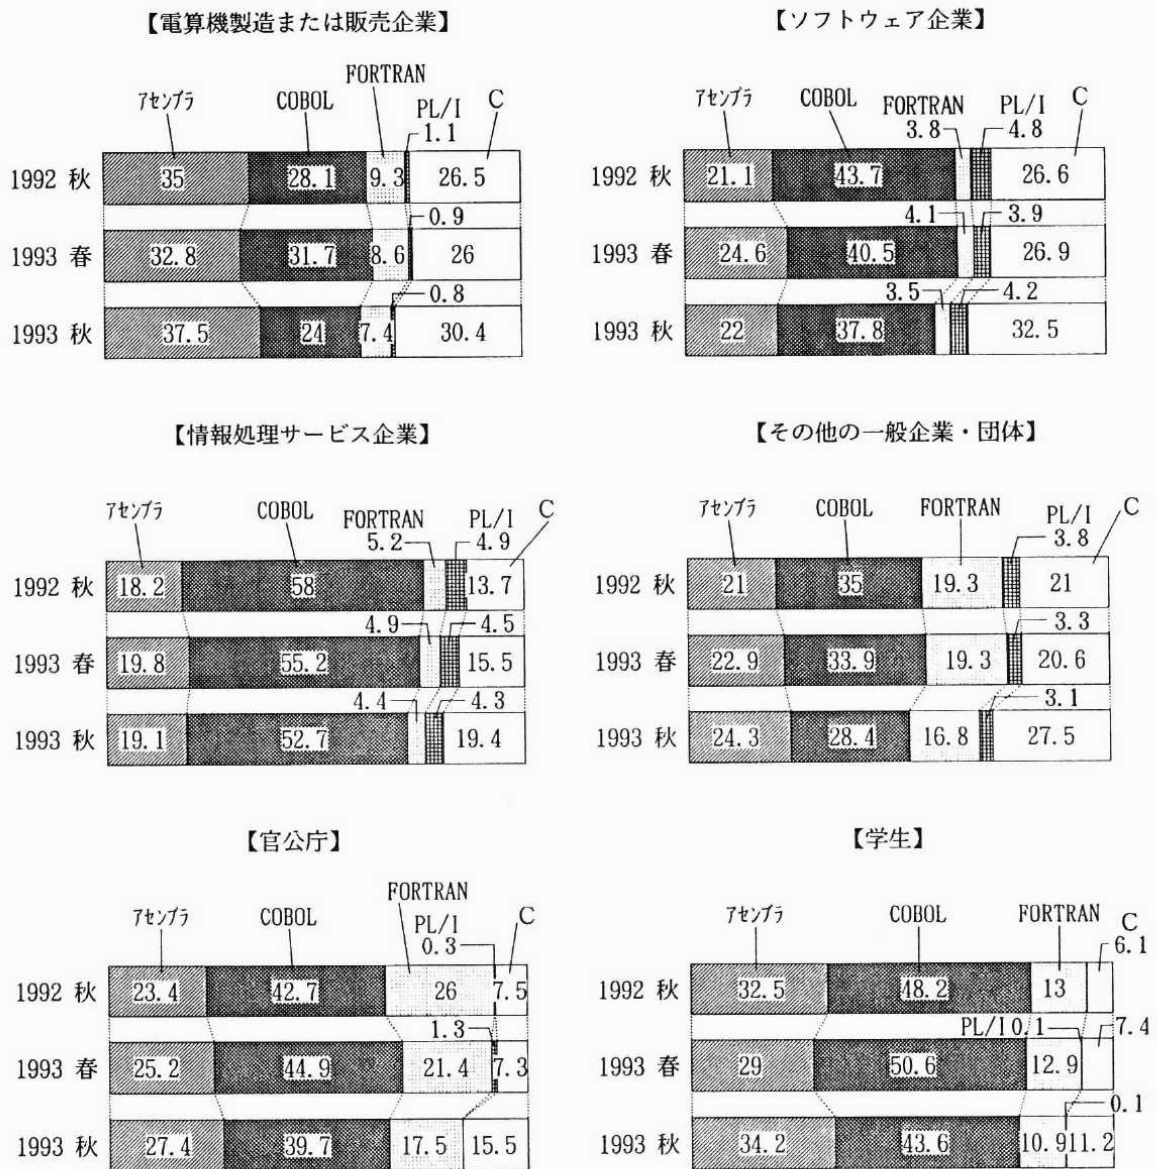 【電算機製造または販売企業】
アセンブラ COBOL FORTRAN PL/I C
1.1
1992 秋 35 28.1 9.3 26.5
0.9
1993 春 32.8 31.7 8.6 26
0.8
1993 秋 37.5 24 7.4 30.4
【ソフトウェア企業】
アセンブラ COBOL FORTRAN PL/I C
3.8 4.8
1992 秋 21.1 43.7 26.6
4.1 3.9
1993 春 24.6 40.5 26.9
3.5 4.2
1993 秋 22 37.8 32.5
【情報処理サービス企業】
アセンブラ COBOL FORTRAN PL/I C
5.2 4.9
1992 秋 18.2 58 13.7
4.9 4.5
1993 春 19.8 55.2 15.5
4.4 4.3
1993 秋 19.1 52.7 19.4
【その他の一般企業・団体】
アセンブラ COBOL FORTRAN PL/I C
3.8
1992 秋 21 35 19.3 21
3.3
1993 春 22.9 33.9 19.3 20.6
3.1
1993 秋 24.3 28.4 16.8 27.5
【官公庁】
アセンブラ COBOL FORTRAN PL/I C
0.3
1992 秋 23.4 42.7 26 7.5
1.3
1993 春 25.2 44.9 21.4 7.3
1993 秋 27.4 39.7 17.5 15.5
【学生】
アセンブラ COBOL FORTRAN C
6.1
1992 秋 32.5 48.2 13
PL/I 0.1 7.4
1993 春 29 50.6 12.9
0.1
1993 秋 34.2 43.6 10.9 11.2